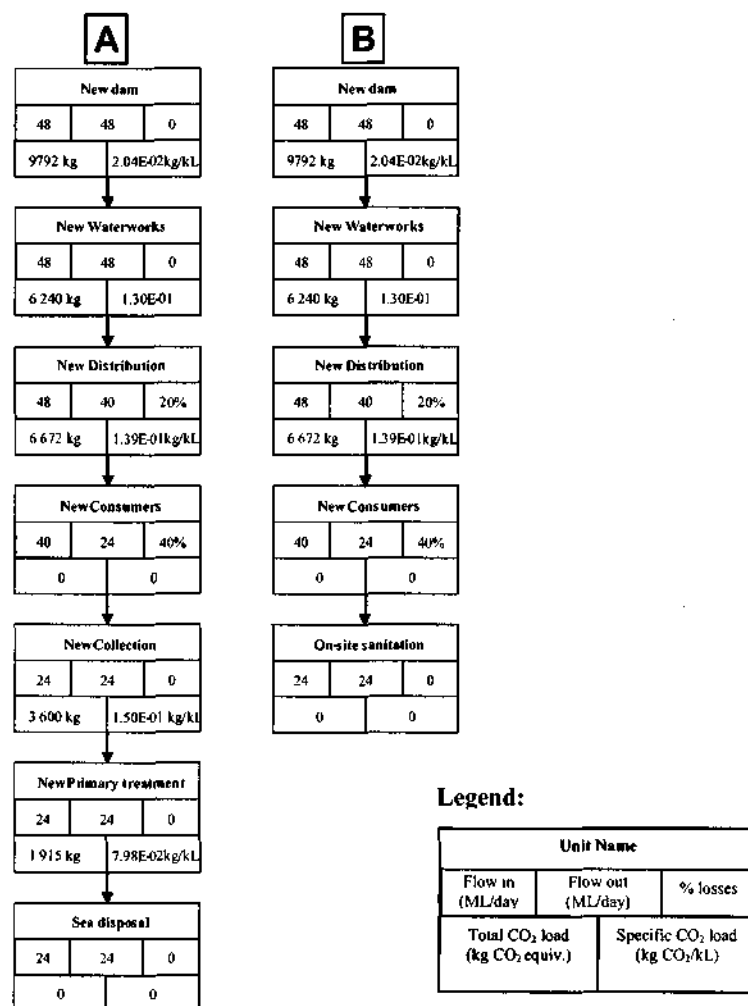 A
New dam
48 48 0
9792 kg 2.04E-02kg/kL
New Waterworks
48 48 0
6 240 kg 1.30E-01
New Distribution
48 40 20%
6 672 kg 1.39E-01kg/kL
New Consumers
40 24 40%
0 0
New Collection
24 24 0
3 600 kg 1.50E-01 kg/kL
New Primary treatment
24 24 0
1 915 kg 7.98E-02kg/kL
Sea disposal
24 24 0
0 0
B
New dam
48 48 0
9792 kg 2.04E-02kg/kL
New Waterworks
48 48 0
6 240 kg 1.30E-01
New Distribution
48 40 20%
6 672 kg 1.39E-01kg/kL
New Consumers
40 24 40%
0 0
On-site sanitation
24 24 0
0 0
Legend:
Unit Name
Flow in Flow out % losses
(ML/day (ML/day)
Total CO₂ load Specific CO₂ load
(kg CO₂ equiv.) (kg CO₂/kL)